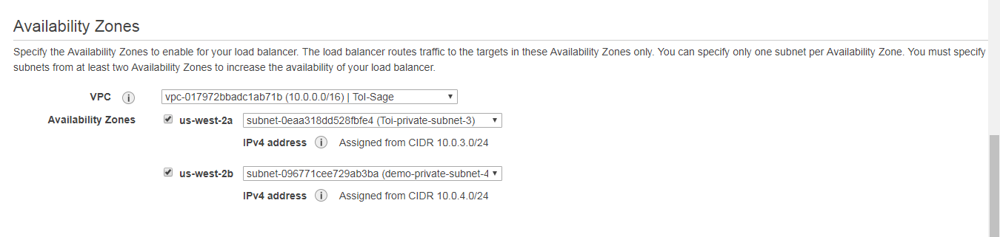 Availability Zones
Specify the Availability Zones to enable for your load balancer. The load balancer routes traffic to the targets in these Availability Zones only. You can specify only one subnet per Availability Zone. You must specify
subnets from at least two Availability Zones to increase the availability of your load balancer.
VPC i vpc-017972bbadc1ab71b (10.0.0.0/16) | Tol-Sage
Availability Zones us-west-2a subnet-0eaa318dd528fbfe4 (Toi-private-subnet-3)
IPv4 address i Assigned from CIDR 10.0.3.0/24
us-west-2b subnet-096771cee729ab3ba (demo-private-subnet-4
IPv4 address i Assigned from CIDR 10.0.4.0/24